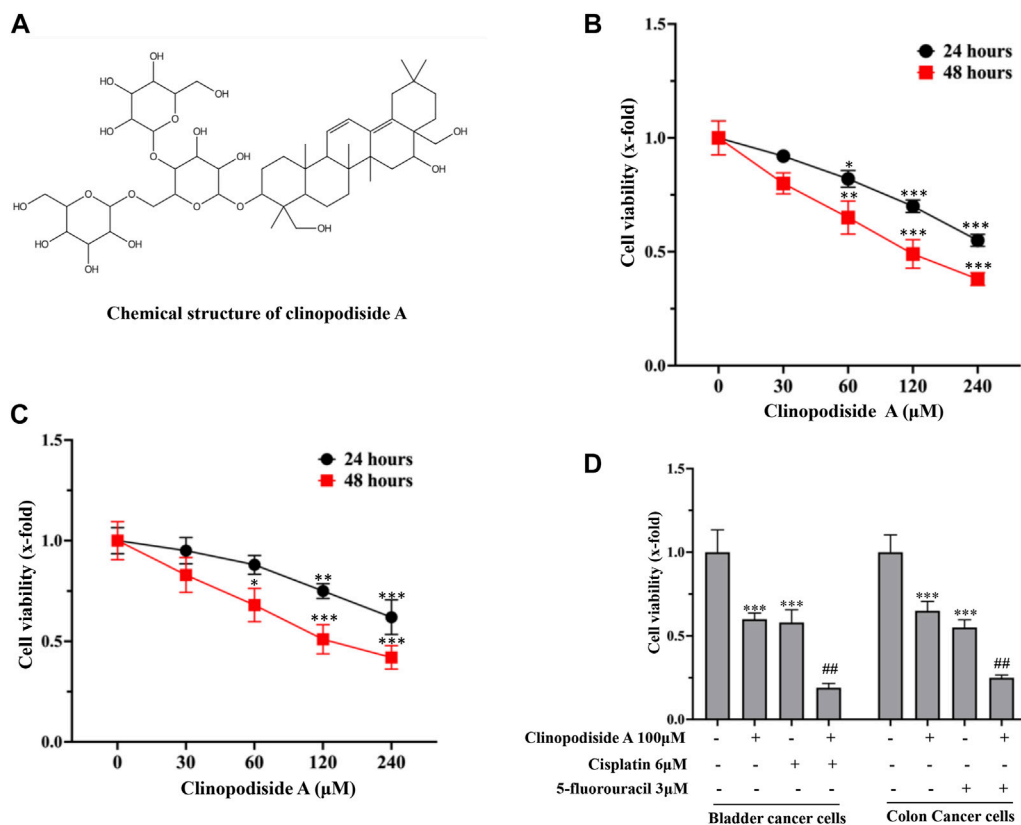 A
OH
HO
OH
HO
O
OH
OH
O
OH
HO
O
O
O
O
HO
OH
OH
O
HO
OH
OH
OH
OH
Chemical structure of clinopodiside A
B
1.5
1.0
0.5
0.0
Cell viability (x-fold)
24 hours
48 hours
*
**
***
***
***
***
0
30
60
120
240
Clinopodiside A (μM)
C
1.5
1.0
0.5
0.0
Cell viability (x-fold)
24 hours
48 hours
*
**
***
***
***
0
30
60
120
240
Clinopodiside A (μM)
D
1.5
1.0
0.5
0.0
Cell viability (x-fold)
*** *** ## *** *** ##
Clinopodiside A 100μM - + - + - + - +
Cisplatin 6μM - - + + - - - -
5-fluorouracil 3μM - - - - - - + +
Bladder cancer cells Colon Cancer cells